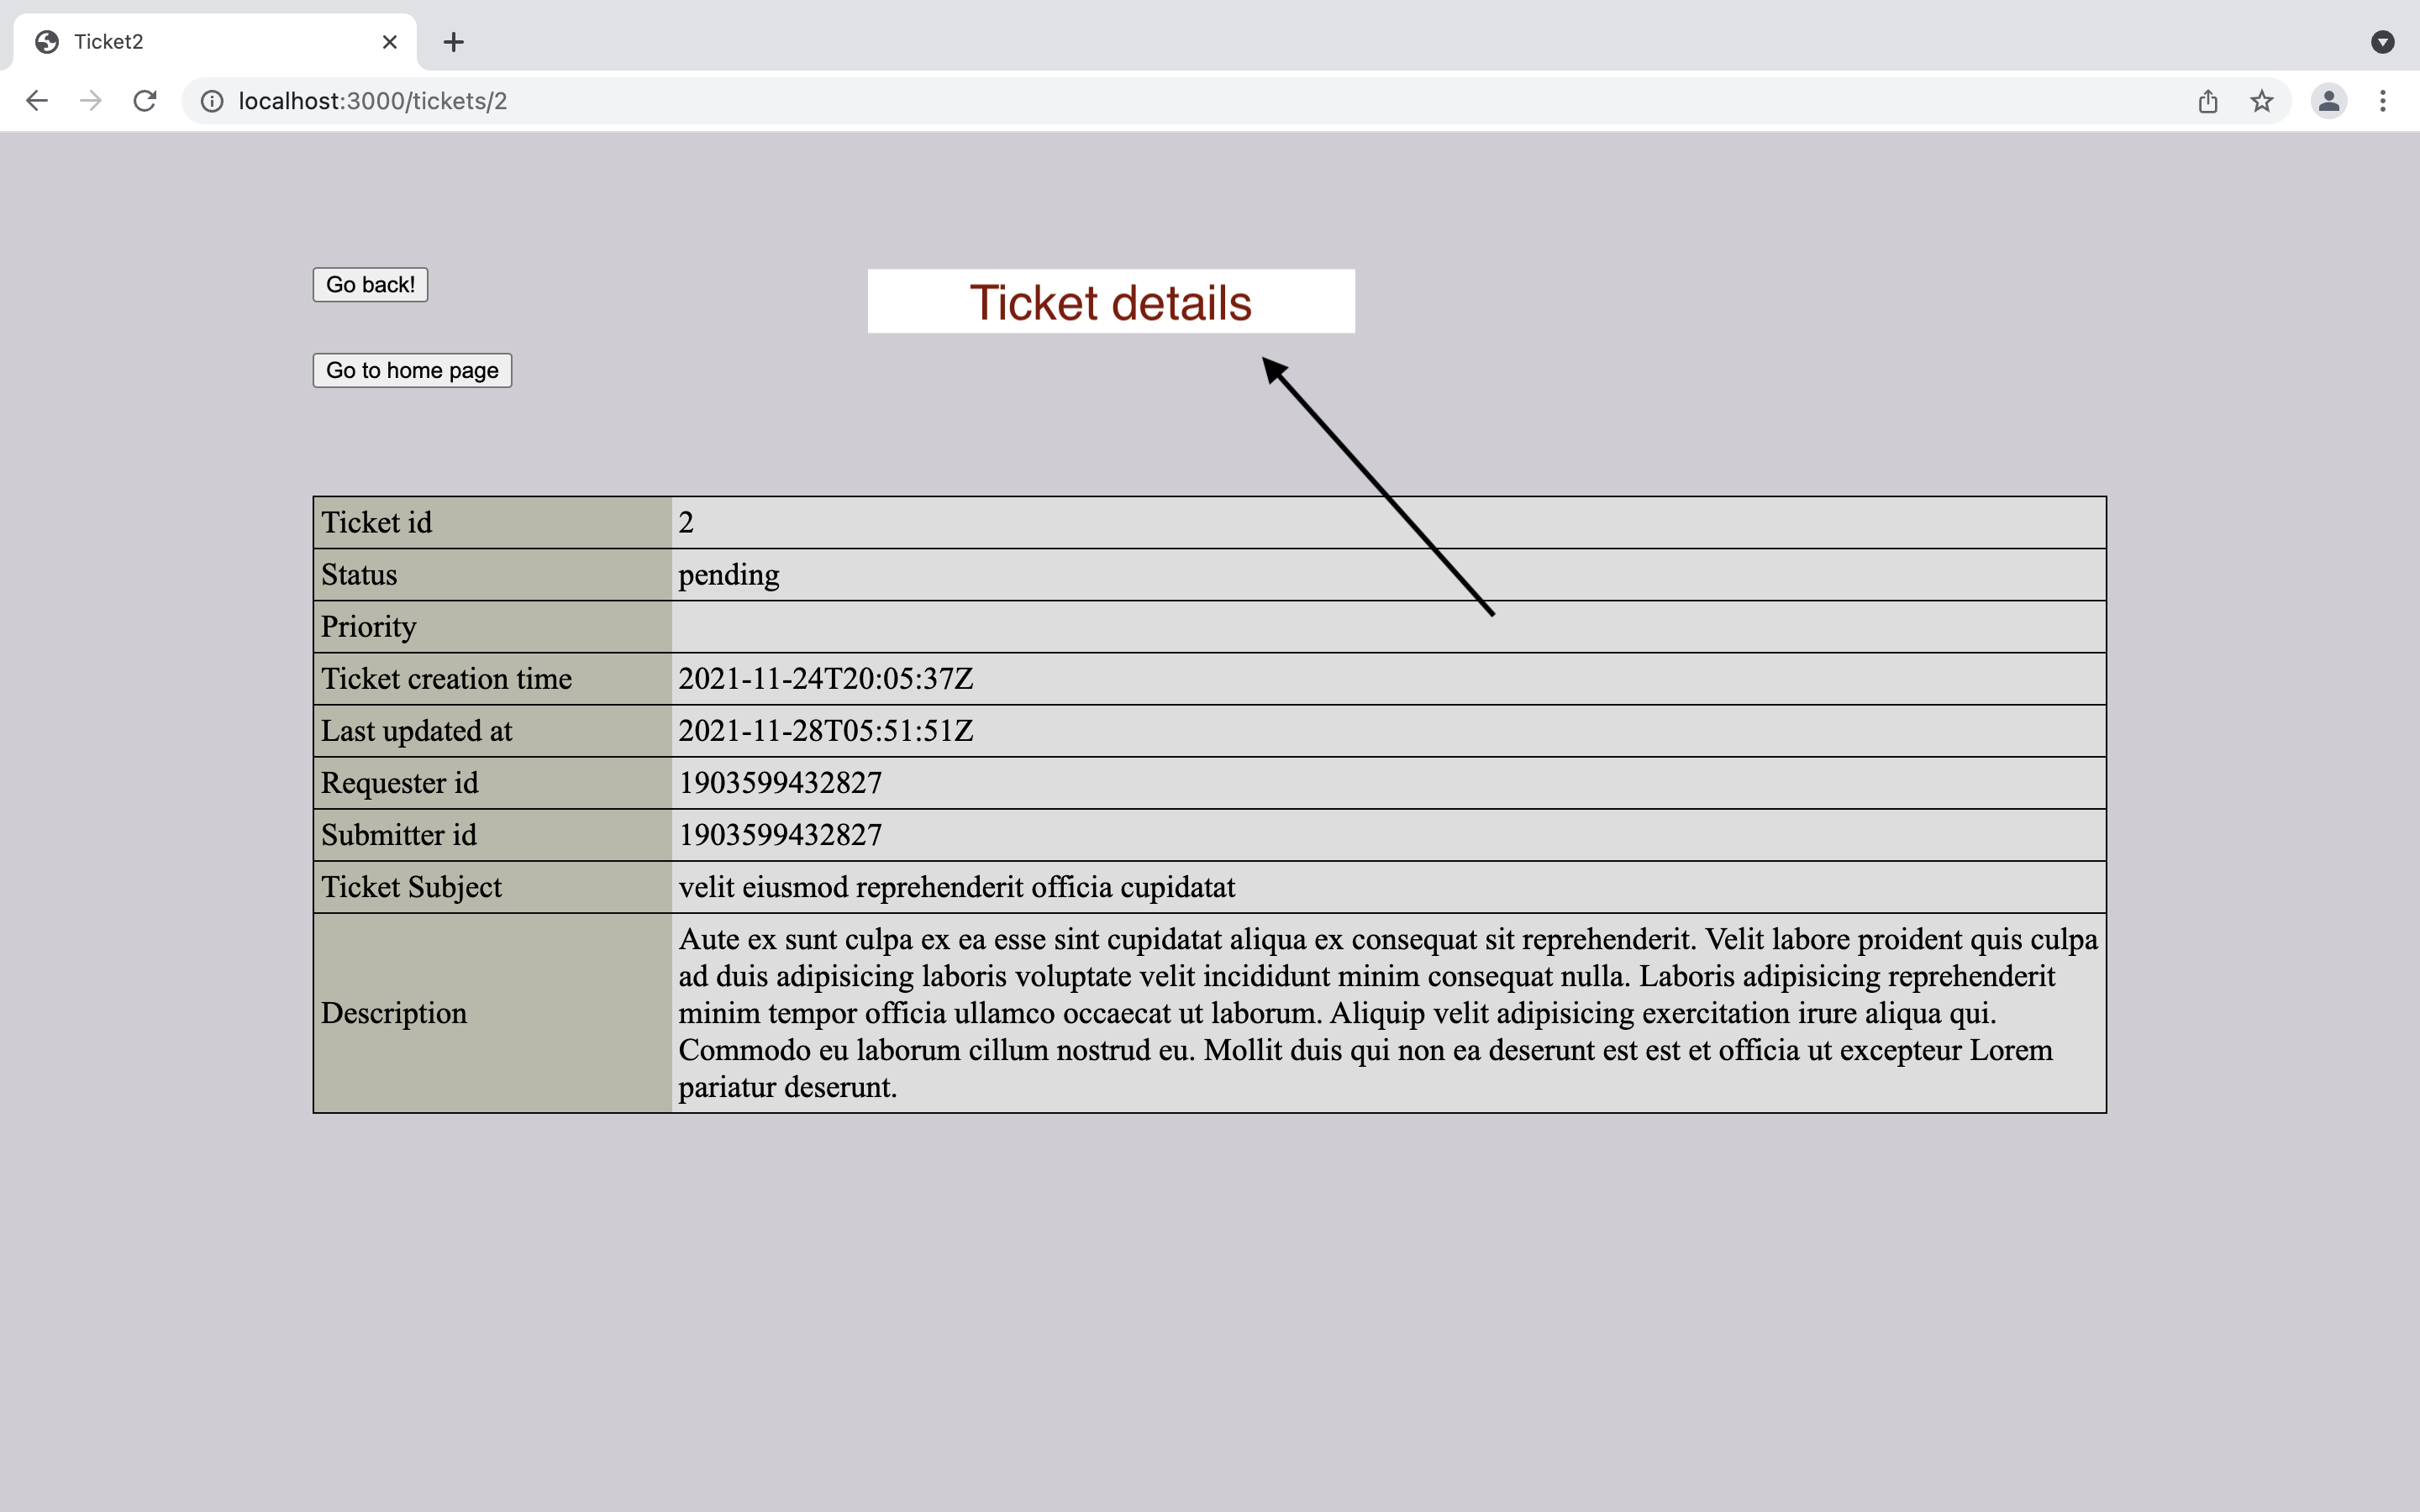 Ticket2
localhost:3000/tickets/2
Go back!
Ticket details
Go to home page
Ticket id 2
Status pending
Priority
Ticket creation time 2021-11-24T20:05:37Z
Last updated at 2021-11-28T05:51:51Z
Requester id 1903599432827
Submitter id 1903599432827
Ticket Subject velit eiusmod reprehenderit officia cupidatat
Description
Aute ex sunt culpa ex ea esse sint cupidatat aliqua ex consequat sit reprehenderit. Velit labore proident quis culpa
ad duis adipisicing laboris voluptate velit incididunt minim consequat nulla. Laboris adipisicing reprehenderit
minim tempor officia ullamco occaecat ut laborum. Aliquip velit adipisicing exercitation irure aliqua qui.
Commodo eu laborum cillum nostrud eu. Mollit duis qui non ea deserunt est est et officia ut excepteur Lorem
pariatur deserunt.